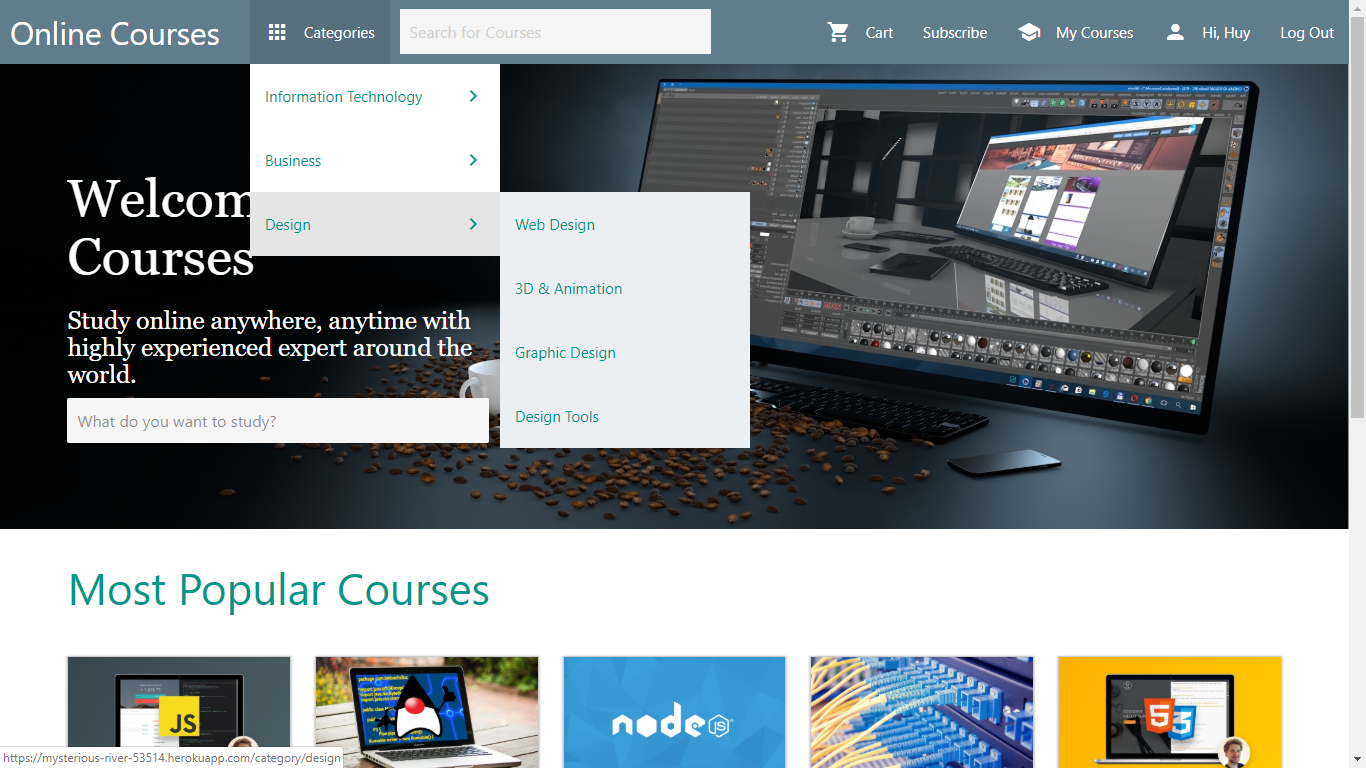 Online Courses
Categories
Search for Courses
Cart
Subscribe
My Courses
Hi, Huy
Log Out
Information Technology
Business
Design
Web Design
3D & Animation
Graphic Design
Design Tools
Welcom
Courses
Study online anywhere, anytime with
highly experienced expert around the
world.
What do you want to study?
Most Popular Courses
JS
node
JS
5
3
https://mysterious-river-53514.herokuapp.com/category/design